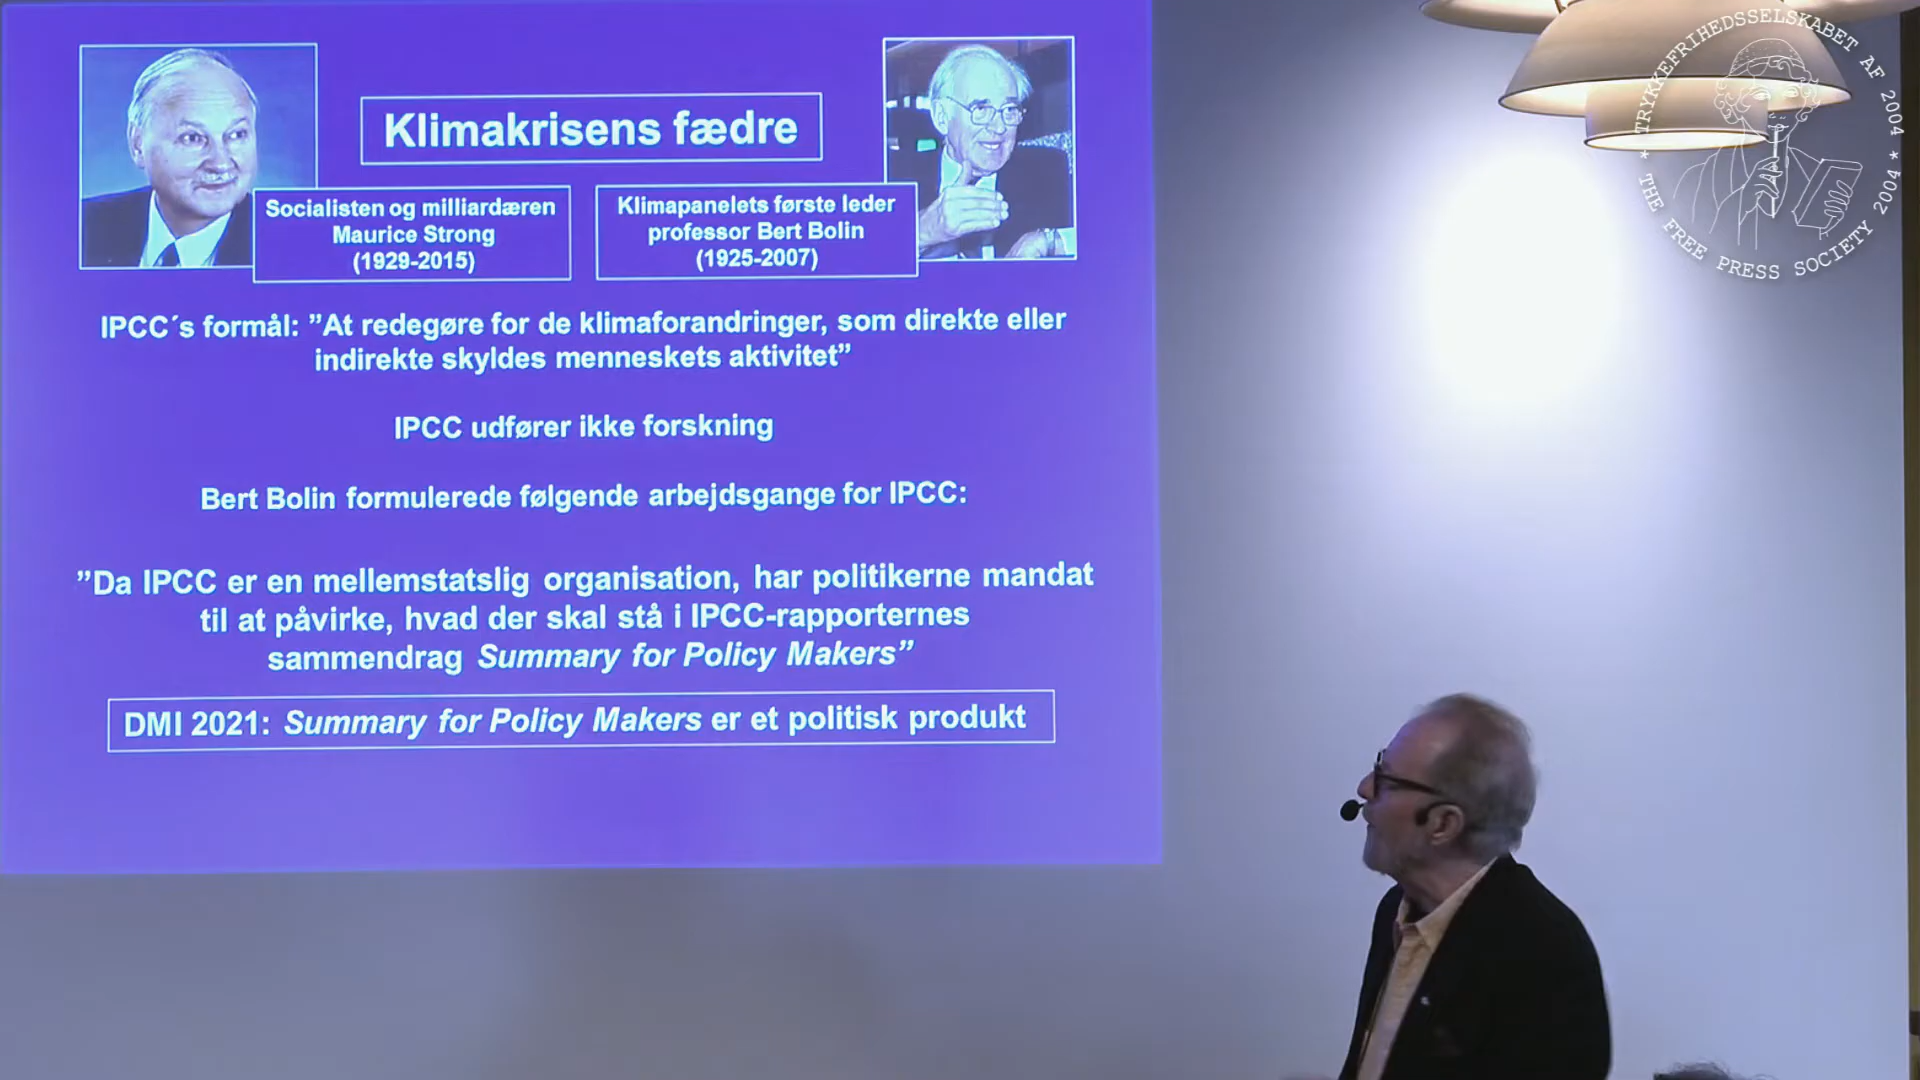 Klimakrisens fædre
Socialisten og milliardæren
Maurice Strong
(1929-2015)
Klimapanelets første leder
professor Bert Bolin
(1925-2007)
IPCC´s formål: ”At redegøre for de klimaforandringer, som direkte eller
indirekte skyldes menneskets aktivitet”
IPCC udfører ikke forskning
Bert Bolin formulerede følgende arbejdsgange for IPCC:
”Da IPCC er en mellemstatslig organisation, har politikerne mandat
til at påvirke, hvad der skal stå i IPCC-rapporternes
sammendrag Summary for Policy Makers”
DMI 2021: Summary for Policy Makers er et politisk produkt
* TRYKKEFRIHEDSSELSKABET AF 2004 *
THE FREE PRESS SOCIETY 2004